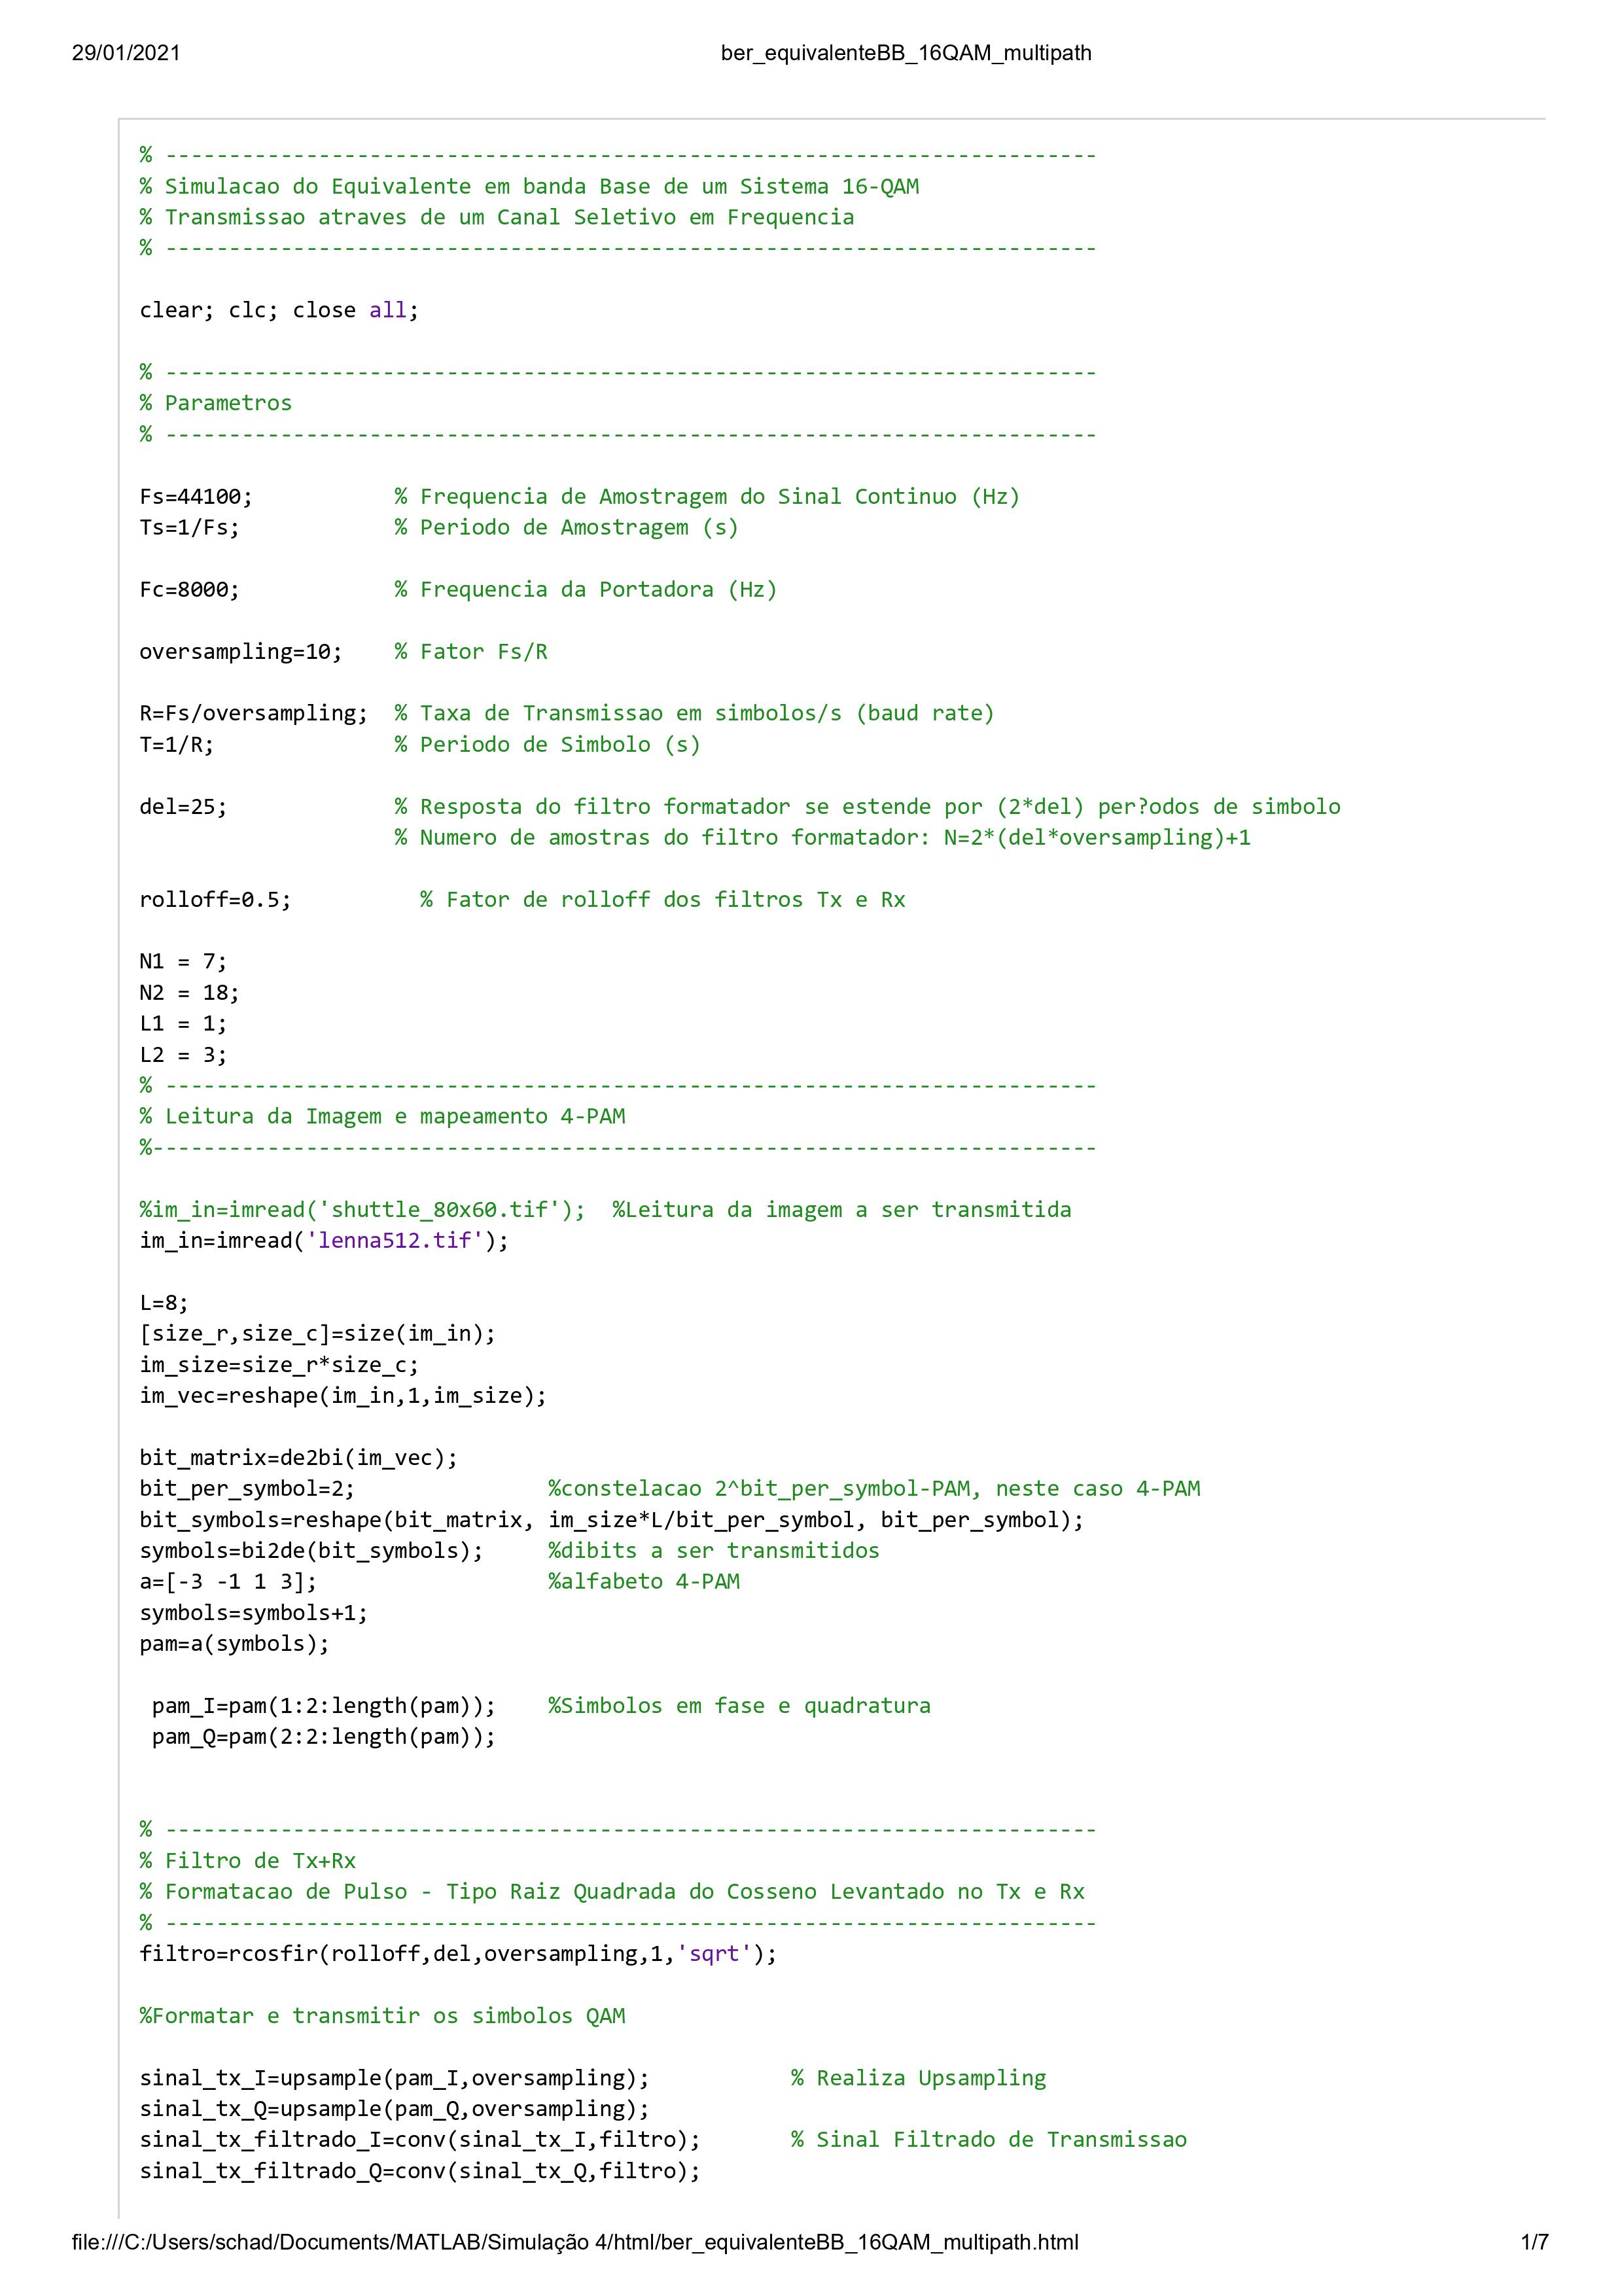 29/01/2021 ber_equivalenteBB_16QAM_multipath
% -------------------------------------------------------------------------
% Simulacao do Equivalente em banda Base de um Sistema 16-QAM
% Transmissao atraves de um Canal Seletivo em Frequencia
% -------------------------------------------------------------------------
clear; clc; close all;
% -------------------------------------------------------------------------
% Parametros
% -------------------------------------------------------------------------
Fs=44100; % Frequencia de Amostragem do Sinal Continuo (Hz)
Ts=1/Fs; % Periodo de Amostragem (s)
Fc=8000; % Frequencia da Portadora (Hz)
oversampling=10; % Fator Fs/R
R=Fs/oversampling; % Taxa de Transmissao em simbolos/s (baud rate)
T=1/R; % Periodo de Simbolo (s)
del=25; % Resposta do filtro formatador se estende por (2*del) per?odos de simbolo
% Numero de amostras do filtro formatador: N=2*(del*oversampling)+1
rolloff=0.5; % Fator de rolloff dos filtros Tx e Rx
N1 = 7;
N2 = 18;
L1 = 1;
L2 = 3;
% -------------------------------------------------------------------------
% Leitura da Imagem e mapeamento 4-PAM
%--------------------------------------------------------------------------
%im_in=imread('shuttle_80x60.tif'); %Leitura da imagem a ser transmitida
im_in=imread('lenna512.tif');
L=8;
[size_r,size_c]=size(im_in);
im_size=size_r*size_c;
im_vec=reshape(im_in,1,im_size);
bit_matrix=de2bi(im_vec);
bit_per_symbol=2; %constelacao 2^bit_per_symbol-PAM, neste caso 4-PAM
bit_symbols=reshape(bit_matrix, im_size*L/bit_per_symbol, bit_per_symbol);
symbols=bi2de(bit_symbols); %dibits a ser transmitidos
a=[-3 -1 1 3]; %alfabeto 4-PAM
symbols=symbols+1;
pam=a(symbols);
pam_I=pam(1:2:length(pam)); %Simbolos em fase e quadratura
pam_Q=pam(2:2:length(pam));
% -------------------------------------------------------------------------
% Filtro de Tx+Rx
% Formatacao de Pulso - Tipo Raiz Quadrada do Cosseno Levantado no Tx e Rx
% -------------------------------------------------------------------------
filtro=rcosfir(rolloff,del,oversampling,1,'sqrt');
%Formatar e transmitir os simbolos QAM
sinal_tx_I=upsample(pam_I,oversampling); % Realiza Upsampling
sinal_tx_Q=upsample(pam_Q,oversampling);
sinal_tx_filtrado_I=conv(sinal_tx_I,filtro); % Sinal Filtrado de Transmissao
sinal_tx_filtrado_Q=conv(sinal_tx_Q,filtro);
file:///C:/Users/schad/Documents/MATLAB/Simulação 4/html/ber_equivalenteBB_16QAM_multipath.html 1/7